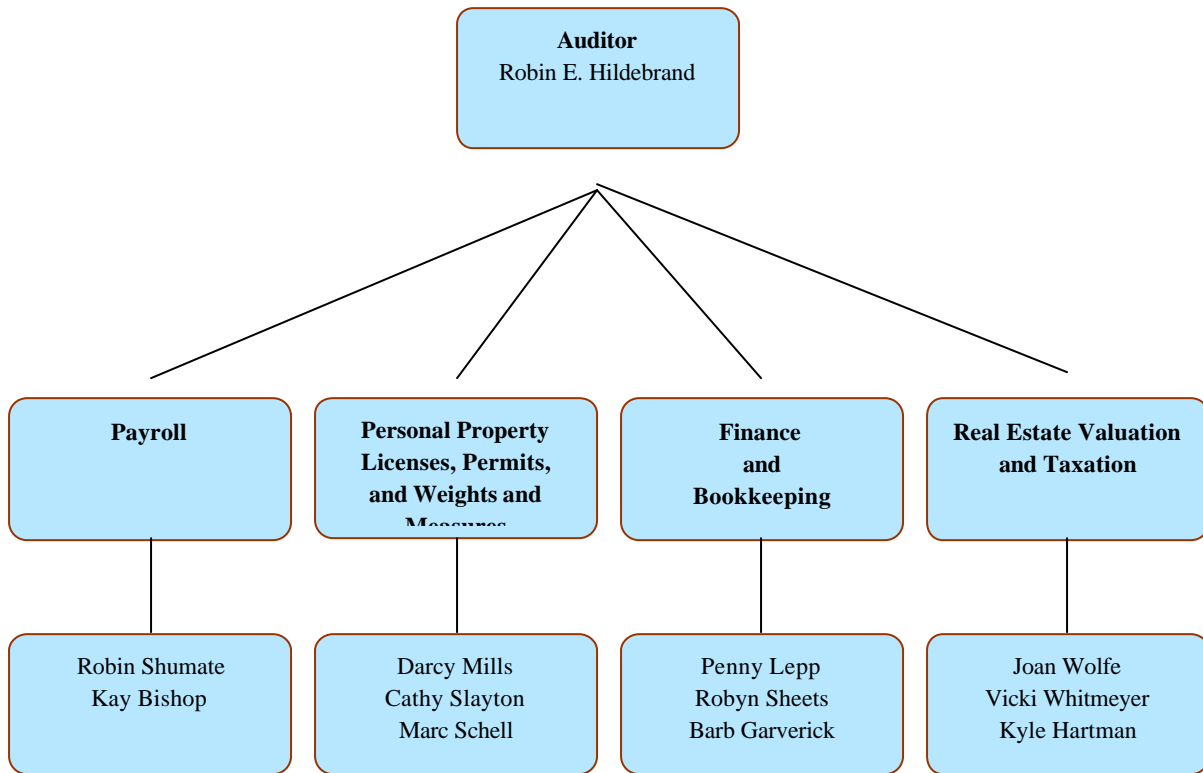 Auditor
Robin E. Hildebrand
Payroll
Personal Property
Licenses, Permits,
and Weights and
Measures
Finance
and
Bookkeeping
Real Estate Valuation
and Taxation
Robin Shumate
Kay Bishop
Darcy Mills
Cathy Slayton
Marc Schell
Penny Lepp
Robyn Sheets
Barb Garverick
Joan Wolfe
Vicki Whitmeyer
Kyle Hartman